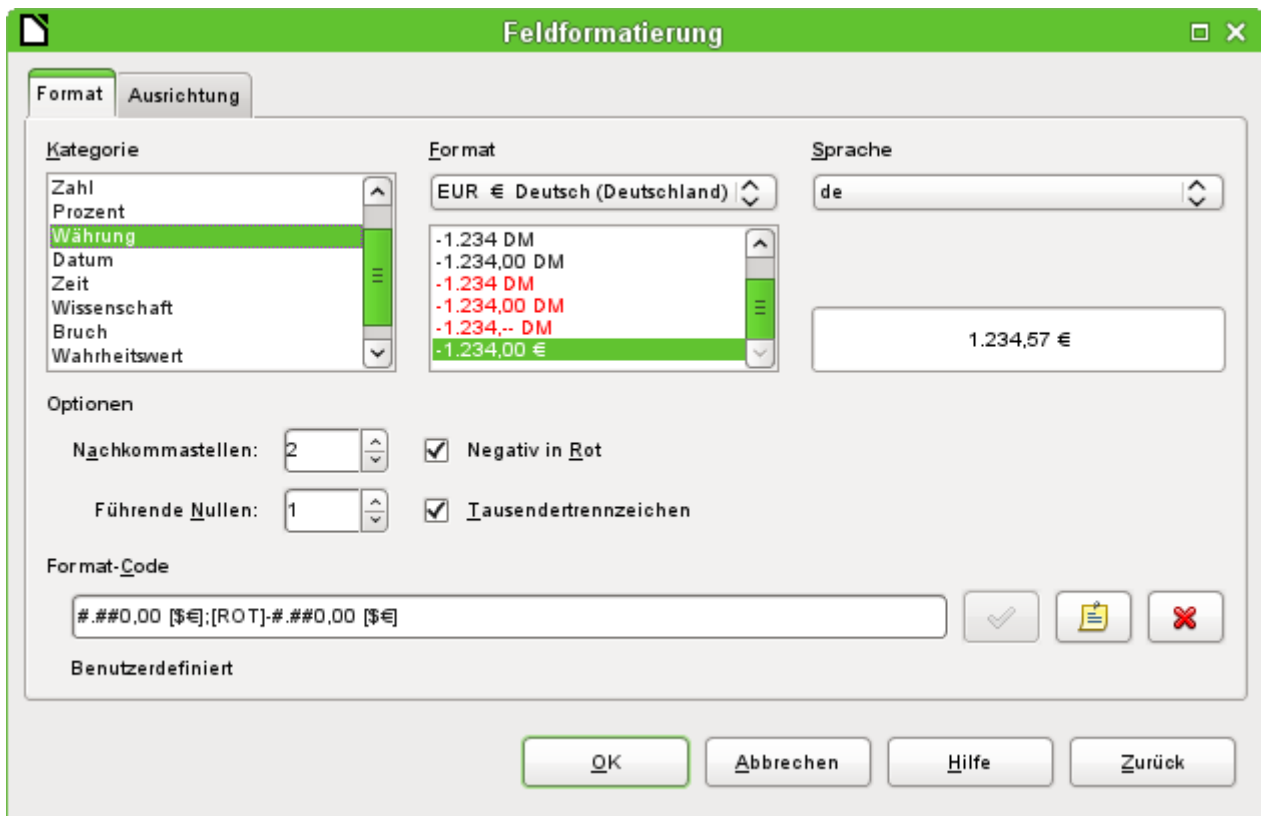 Feldformatierung
Format Ausrichtung
Kategorie
Zahl
Prozent
Währung
Datum
Zeit
Wissenschaft
Bruch
Wahrheitswert
Format
EUR € Deutsch (Deutschland)
-1.234 DM
-1.234,00 DM
-1.234 DM
-1.234,00 DM
-1.234,-- DM
-1.234,00 €
Sprache
de
1.234,57 €
Optionen
Nachkommastellen: 2
Negativ in Rot
Führende Nullen: 1
Tausendertrennzeichen
Format-Code
#.##0,00 [$€];[ROT]-#.##0,00 [$€]
Benutzerdefiniert
OK Abbrechen Hilfe Zurück